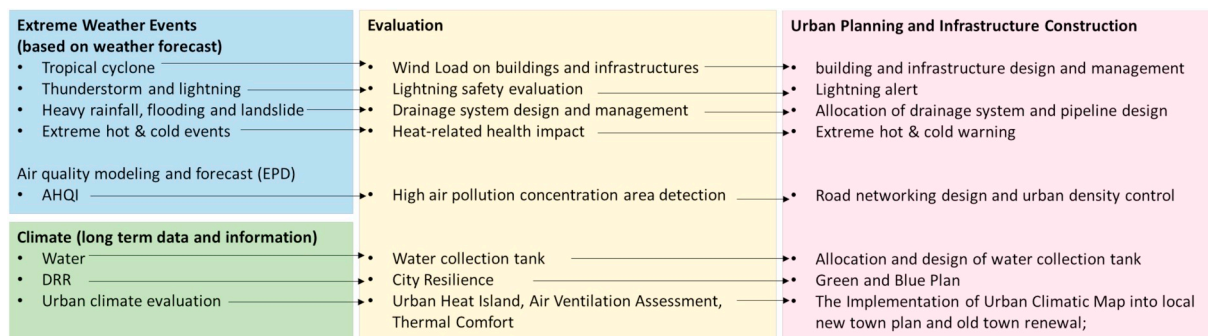 Extreme Weather Events
(based on weather forecast)
• Tropical cyclone
• Thunderstorm and lightning
• Heavy rainfall, flooding and landslide
• Extreme hot & cold events
Air quality modeling and forecast (EPD)
• AHQI
Climate (long term data and information)
• Water
• DRR
• Urban climate evaluation
Evaluation
• Wind Load on buildings and infrastructures
• Lightning safety evaluation
• Drainage system design and management
• Heat-related health impact
• High air pollution concentration area detection
• Water collection tank
• City Resilience
• Urban Heat Island, Air Ventilation Assessment,
Thermal Comfort
Urban Planning and Infrastructure Construction
• building and infrastructure design and management
• Lightning alert
• Allocation of drainage system and pipeline design
• Extreme hot & cold warning
• Road networking design and urban density control
• Allocation and design of water collection tank
• Green and Blue Plan
• The Implementation of Urban Climatic Map into local
new town plan and old town renewal;